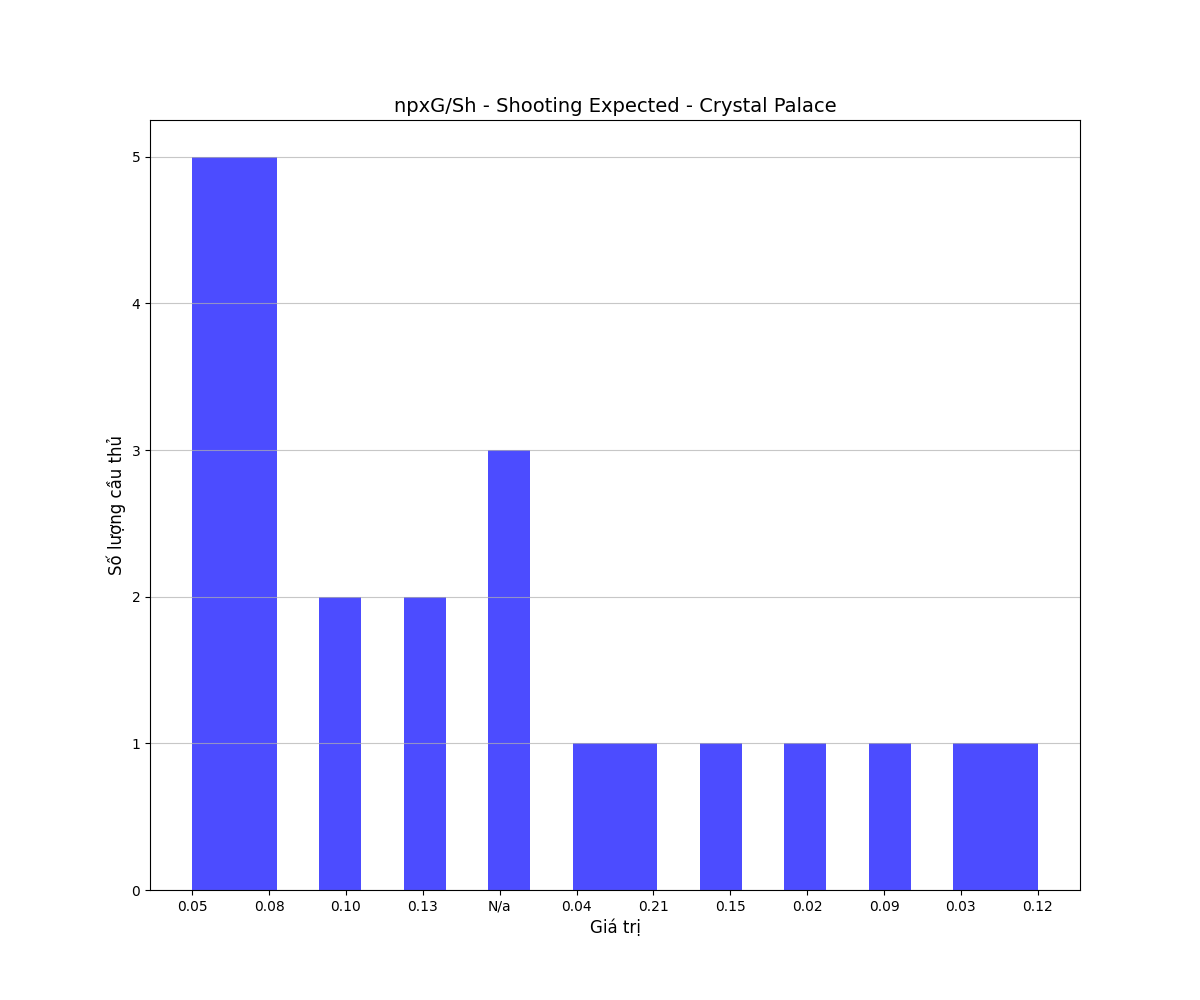 npxG/Sh - Shooting Expected - Crystal Palace
Số lượng cầu thủ
5
4
3
2
1
0
0.05 0.08 0.10 0.13 N/a 0.04 0.21 0.15 0.02 0.09 0.03 0.12
Giá trị